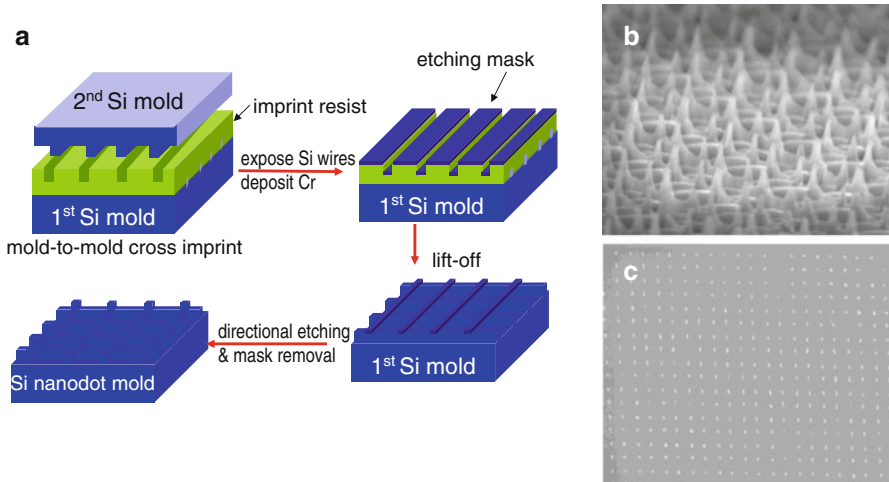 a
2nd Si mold
imprint resist
1st Si mold
mold-to-mold cross imprint
expose Si wires
deposit Cr
etching mask
1st Si mold
lift-off
1st Si mold
directional etching
& mask removal
Si nanodot mold
b
c